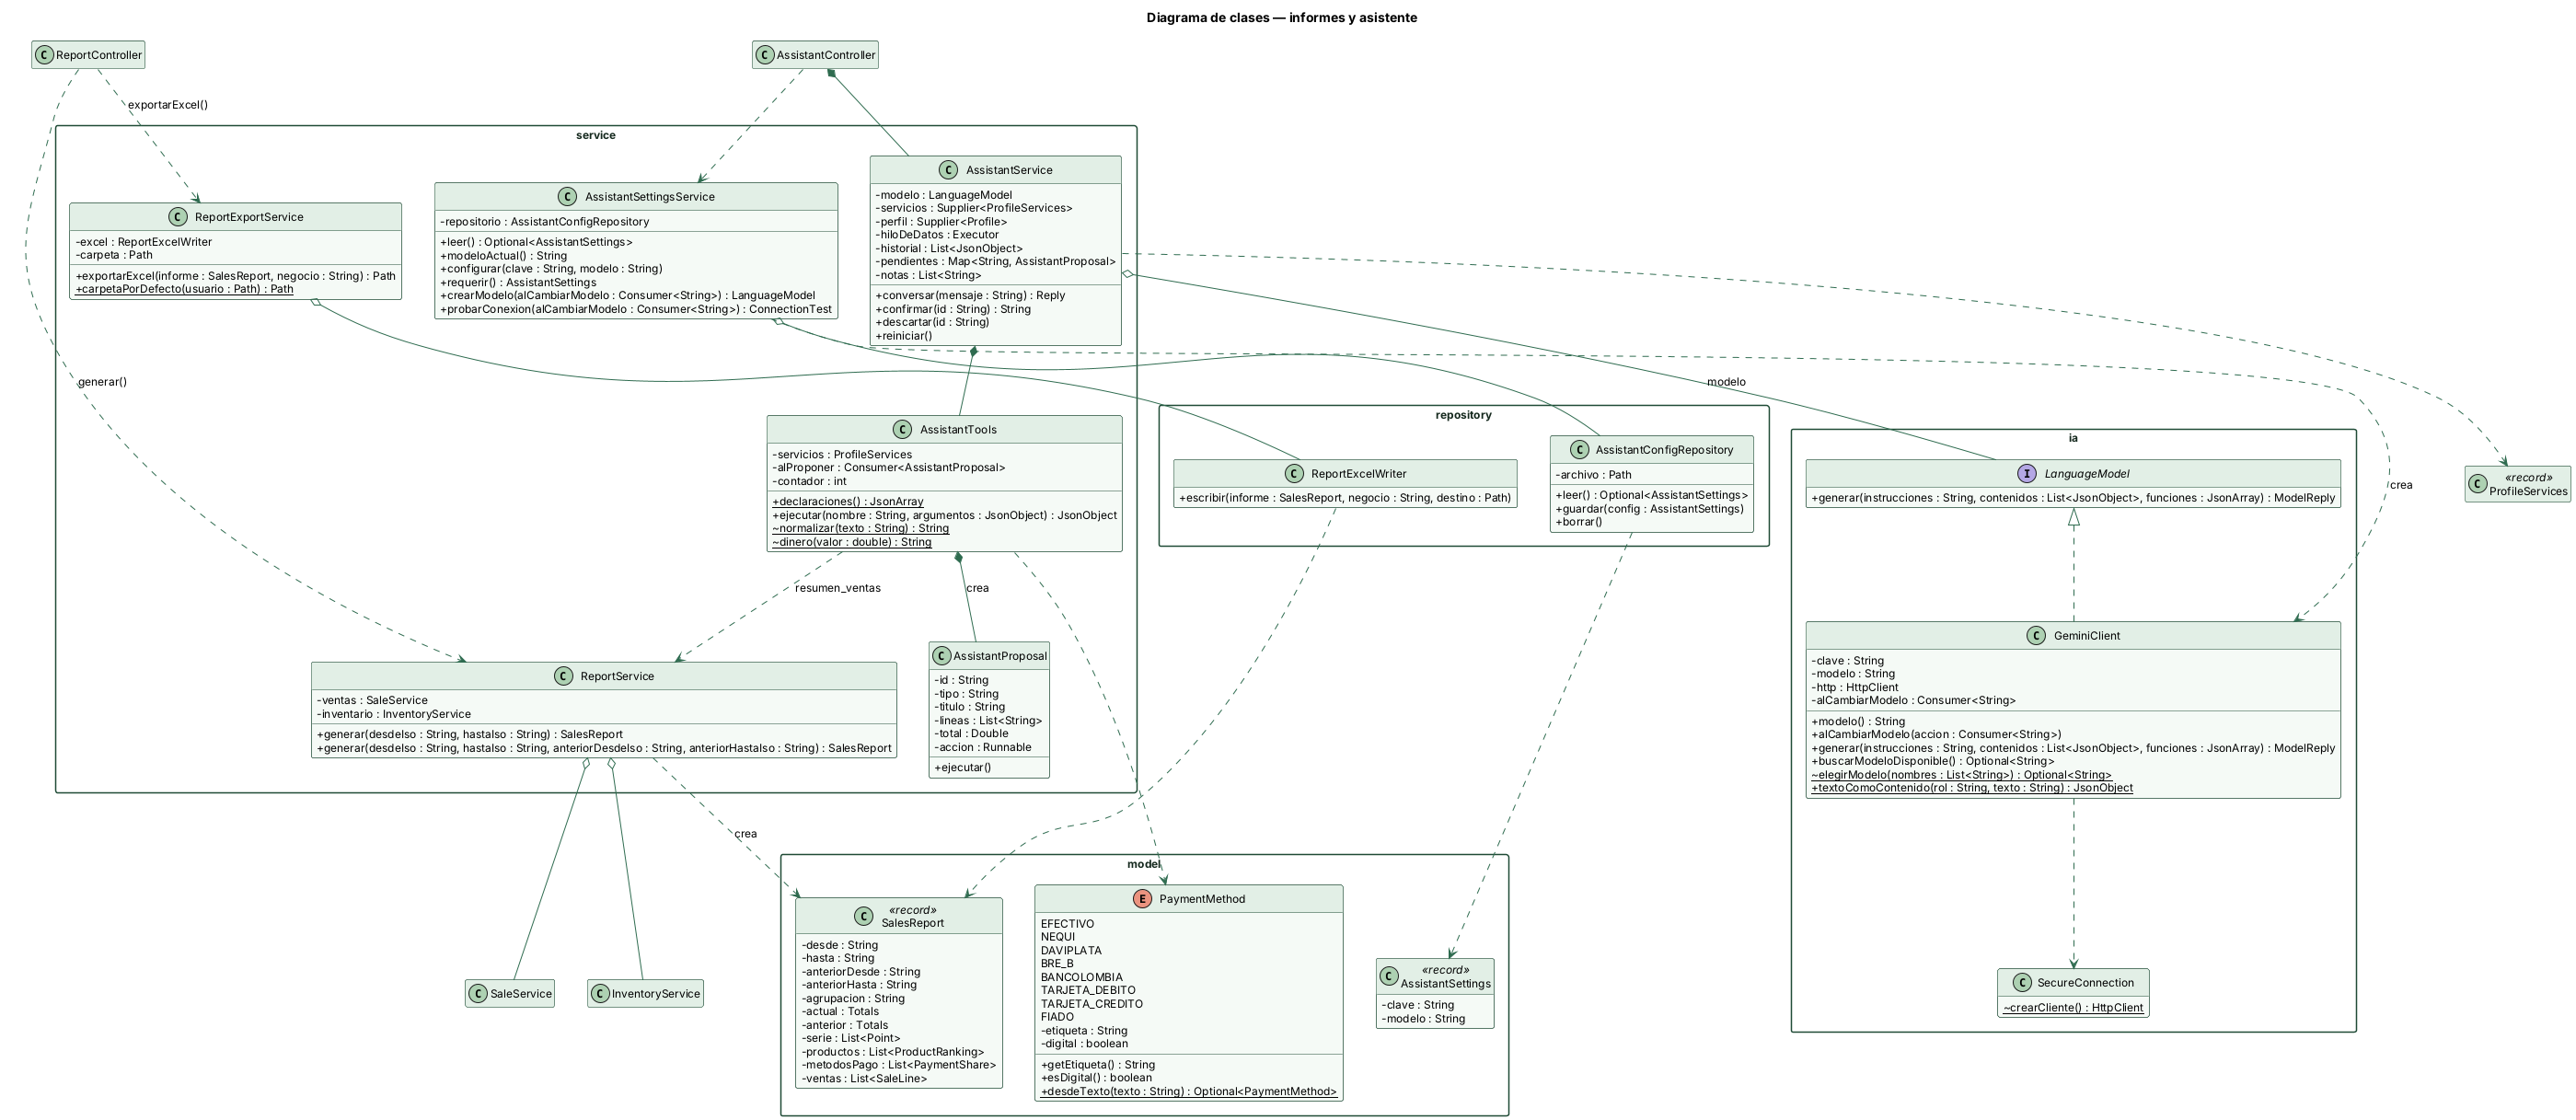 Diagrama de clases — informes y asistente
C ReportController
C AssistantController
exportarExcel()
service
C AssistantService
-modelo : LanguageModel
-servicios : Supplier<ProfileServices>
-perfil : Supplier<Profile>
-hiloDeDatos : Executor
-historial : List<JsonObject>
-pendientes : Map<String, AssistantProposal>
-notas : List<String>
+conversar(mensaje : String) : Reply
+confirmar(id : String) : String
+descartar(id : String)
+reiniciar()
C AssistantSettingsService
-repositorio : AssistantConfigRepository
+leer() : Optional<AssistantSettings>
+modeloActual() : String
+configurar(clave : String, modelo : String)
+requerir() : AssistantSettings
+crearModelo(alCambiarModelo : Consumer<String>) : LanguageModel
+probarConexion(alCambiarModelo : Consumer<String>) : ConnectionTest
C ReportExportService
-excel : ReportExcelWriter
-carpeta : Path
+exportarExcel(informe : SalesReport, negocio : String) : Path
+carpetaPorDefecto(usuario : Path) : Path
generar()
modelo
C AssistantTools
-servicios : ProfileServices
-alProponer : Consumer<AssistantProposal>
-contador : int
+declaraciones() : JsonArray
+ejecutar(nombre : String, argumentos : JsonObject) : JsonObject
~normalizar(texto : String) : String
~dinero(valor : double) : String
repository
C ReportExcelWriter
+escribir(informe : SalesReport, negocio : String, destino : Path)
C AssistantConfigRepository
-archivo : Path
+leer() : Optional<AssistantSettings>
+guardar(config : AssistantSettings)
+borrar()
ia
I LanguageModel
+generar(instrucciones : String, contenidos : List<JsonObject>, funciones : JsonArray) : ModelReply
crea
C «record»
ProfileServices
resumen_ventas
crea
C AssistantProposal
-id : String
-tipo : String
-titulo : String
-lineas : List<String>
-total : Double
-accion : Runnable
+ejecutar()
C ReportService
-ventas : SaleService
-inventario : InventoryService
+generar(desdeIso : String, hastaIso : String) : SalesReport
+generar(desdeIso : String, hastaIso : String, anteriorDesdeIso : String, anteriorHastaIso : String) : SalesReport
C GeminiClient
-clave : String
-modelo : String
-http : HttpClient
-alCambiarModelo : Consumer<String>
+modelo() : String
+alCambiarModelo(accion : Consumer<String>)
+generar(instrucciones : String, contenidos : List<JsonObject>, funciones : JsonArray) : ModelReply
+buscarModeloDisponible() : Optional<String>
~elegirModelo(nombres : List<String>) : Optional<String>
+textoComoContenido(rol : String, texto : String) : JsonObject
crea
model
C «record»
SalesReport
-desde : String
-hasta : String
-anteriorDesde : String
-anteriorHasta : String
-agrupacion : String
-actual : Totals
-anterior : Totals
-serie : List<Point>
-productos : List<ProductRanking>
-metodosPago : List<PaymentShare>
-ventas : List<SaleLine>
E PaymentMethod
EFECTIVO
NEQUI
DAVIPLATA
BRE_B
BANCOLOMBIA
TARJETA_DEBITO
TARJETA_CREDITO
FIADO
-etiqueta : String
-digital : boolean
+getEtiqueta() : String
+esDigital() : boolean
+desdeTexto(texto : String) : Optional<PaymentMethod>
C «record»
AssistantSettings
-clave : String
-modelo : String
C SaleService
C InventoryService
C SecureConnection
~crearCliente() : HttpClient